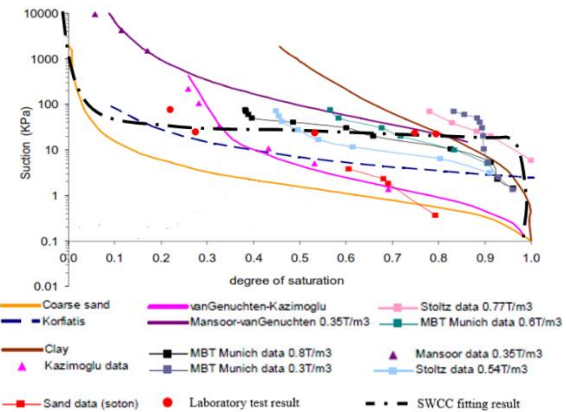 10000
1000
100
10
1
0.1
0.01
Suction (KPa)
0.0 0.1 0.2 0.3 0.4 0.5 0.6 0.7 0.8 0.9 1.0
degree of saturation
Coarse sand
vanGenuchten-Kazimoglu
Stoltz data 0.77T/m3
Korfiatis
Mansoor-vanGenuchten 0.35T/m3
MBT Munich data 0.6T/m3
Clay
MBT Munich data 0.8T/m3
Mansoor data 0.35T/m3
Kazimoglu data
MBT Munich data 0.3T/m3
Stoltz data 0.54T/m3
Sand data (soton)
Laboratory test result
SWCC fitting result